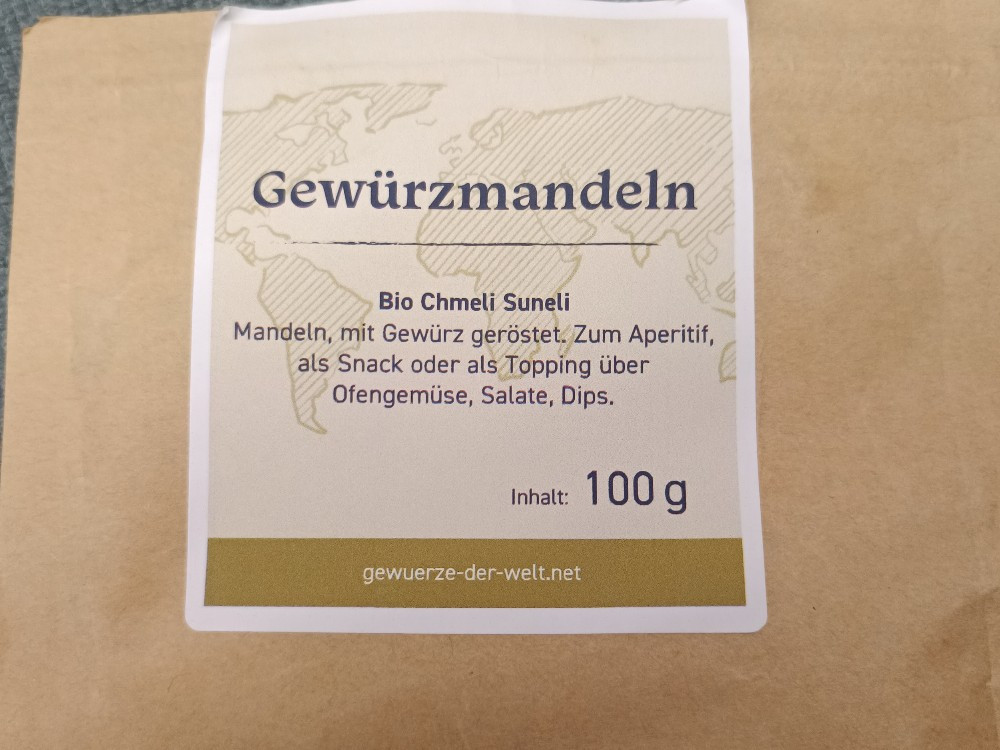 Gewürzmandeln
Bio Chmeli Suneli
Mandeln, mit Gewürz geröstet. Zum Aperitif,
als Snack oder als Topping über
Ofengemüse, Salate, Dips.
Inhalt: 100 g
gewuerze-der-welt.net